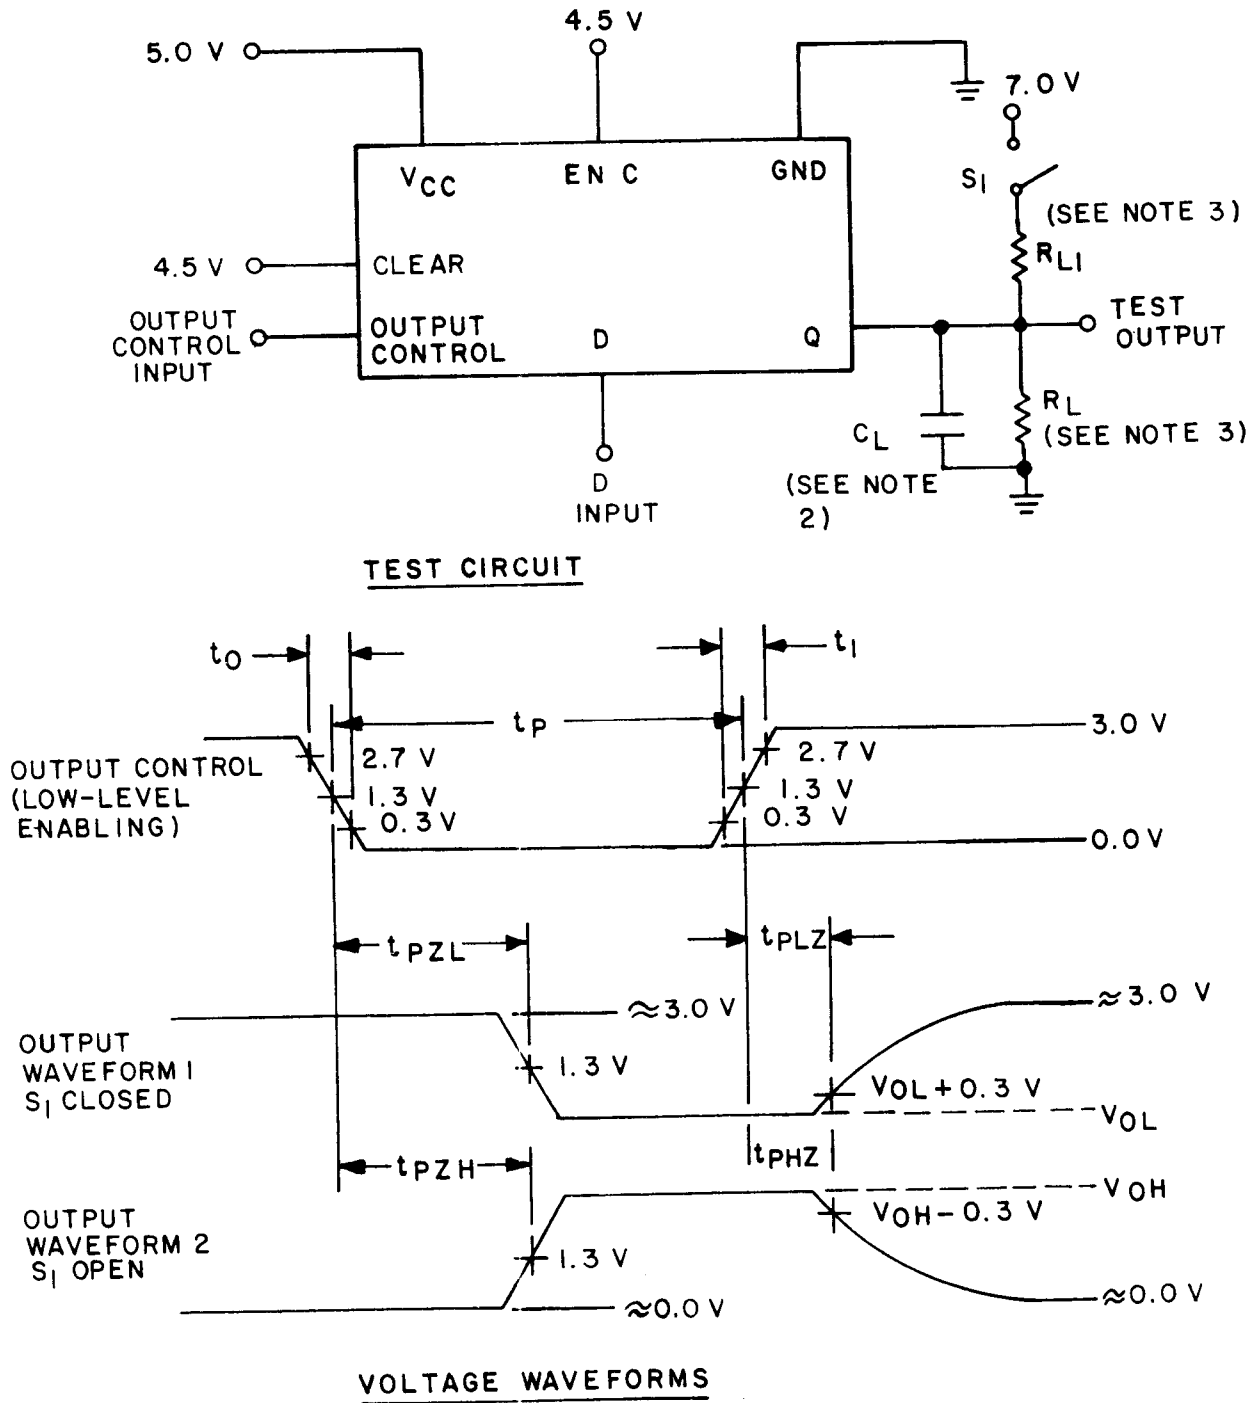 4.5 V
5.0 V
7.0 V
VCC
EN C
GND
S1
(SEE NOTE 3)
RL1
4.5 V
CLEAR
OUTPUT
CONTROL
INPUT
OUTPUT
CONTROL
D
Q
TEST
OUTPUT
CL
(SEE NOTE
2)
RL
(SEE NOTE 3)
D
INPUT
TEST CIRCUIT
t0
t1
tP
3.0 V
OUTPUT CONTROL
(LOW-LEVEL
ENABLING)
2.7 V
1.3 V
0.3 V
2.7 V
1.3 V
0.3 V
0.0 V
tPZL
tPLZ
≈3.0 V
≈3.0 V
OUTPUT
WAVEFORM 1
S1 CLOSED
1.3 V
VOL + 0.3 V
VOL
tPZH
tPHZ
VOH
VOH – 0.3 V
OUTPUT
WAVEFORM 2
S1 OPEN
1.3 V
≈0.0 V
≈0.0 V
VOLTAGE WAVEFORMS